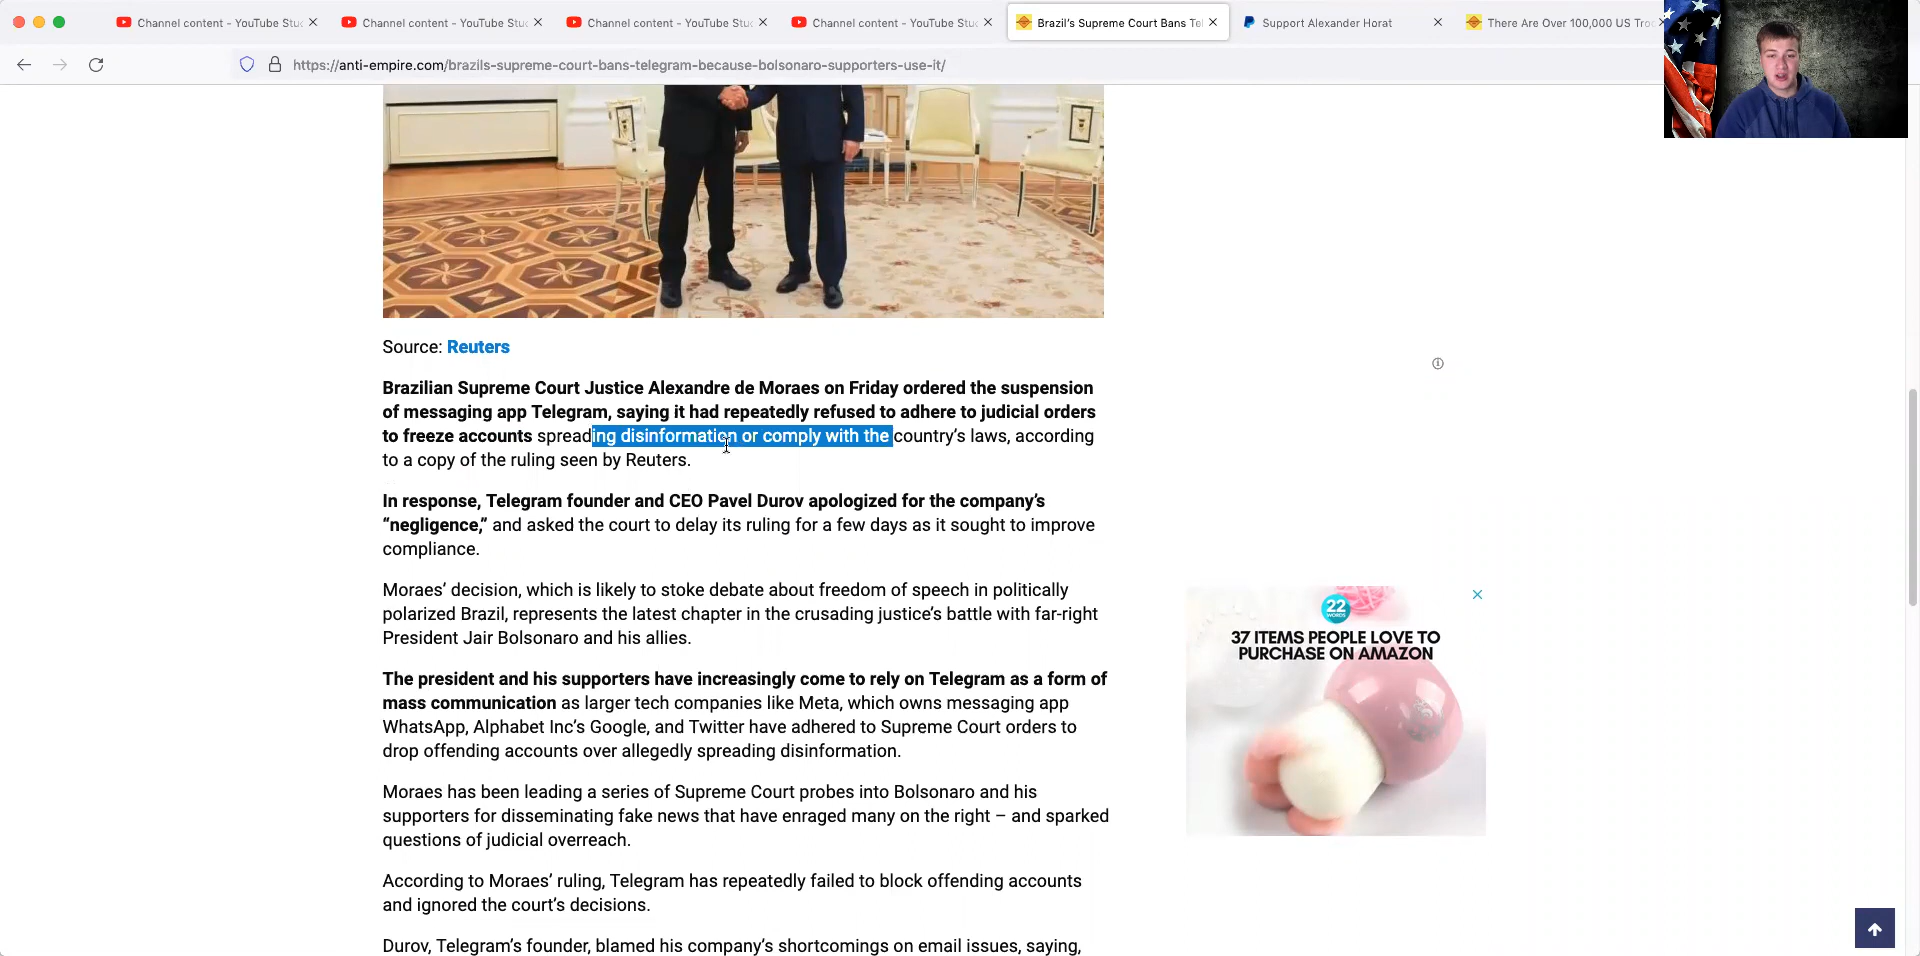 Channel content - YouTube Stu
Channel content - YouTube Stu
Channel content - YouTube Stu
Channel content - YouTube Stu
Brazil's Supreme Court Bans Te
Support Alexander Horat
There Are Over 100,000 US Tro
https://anti-empire.com/brazils-supreme-court-bans-telegram-because-bolsonaro-supporters-use-it/
Source: Reuters
Brazilian Supreme Court Justice Alexandre de Moraes on Friday ordered the suspension
of messaging app Telegram, saying it had repeatedly refused to adhere to judicial orders
to freeze accounts spreading disinformation or comply with the country's laws, according
to a copy of the ruling seen by Reuters.
In response, Telegram founder and CEO Pavel Durov apologized for the company's
“negligence,” and asked the court to delay its ruling for a few days as it sought to improve
compliance.
Moraes' decision, which is likely to stoke debate about freedom of speech in politically
polarized Brazil, represents the latest chapter in the crusading justice's battle with far-right
President Jair Bolsonaro and his allies.
The president and his supporters have increasingly come to rely on Telegram as a form of
mass communication as larger tech companies like Meta, which owns messaging app
WhatsApp, Alphabet Inc's Google, and Twitter have adhered to Supreme Court orders to
drop offending accounts over allegedly spreading disinformation.
Moraes has been leading a series of Supreme Court probes into Bolsonaro and his
supporters for disseminating fake news that have enraged many on the right – and sparked
questions of judicial overreach.
According to Moraes' ruling, Telegram has repeatedly failed to block offending accounts
and ignored the court's decisions.
Durov, Telegram's founder, blamed his company's shortcomings on email issues, saying,
22
WORDS
37 ITEMS PEOPLE LOVE TO
PURCHASE ON AMAZON